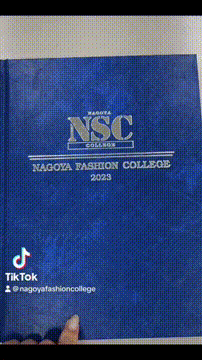 NAGOYA
NSC
COLLEGE
NAGOYA FASHION COLLEGE
2023
TikTok
@nagoyafashioncollege